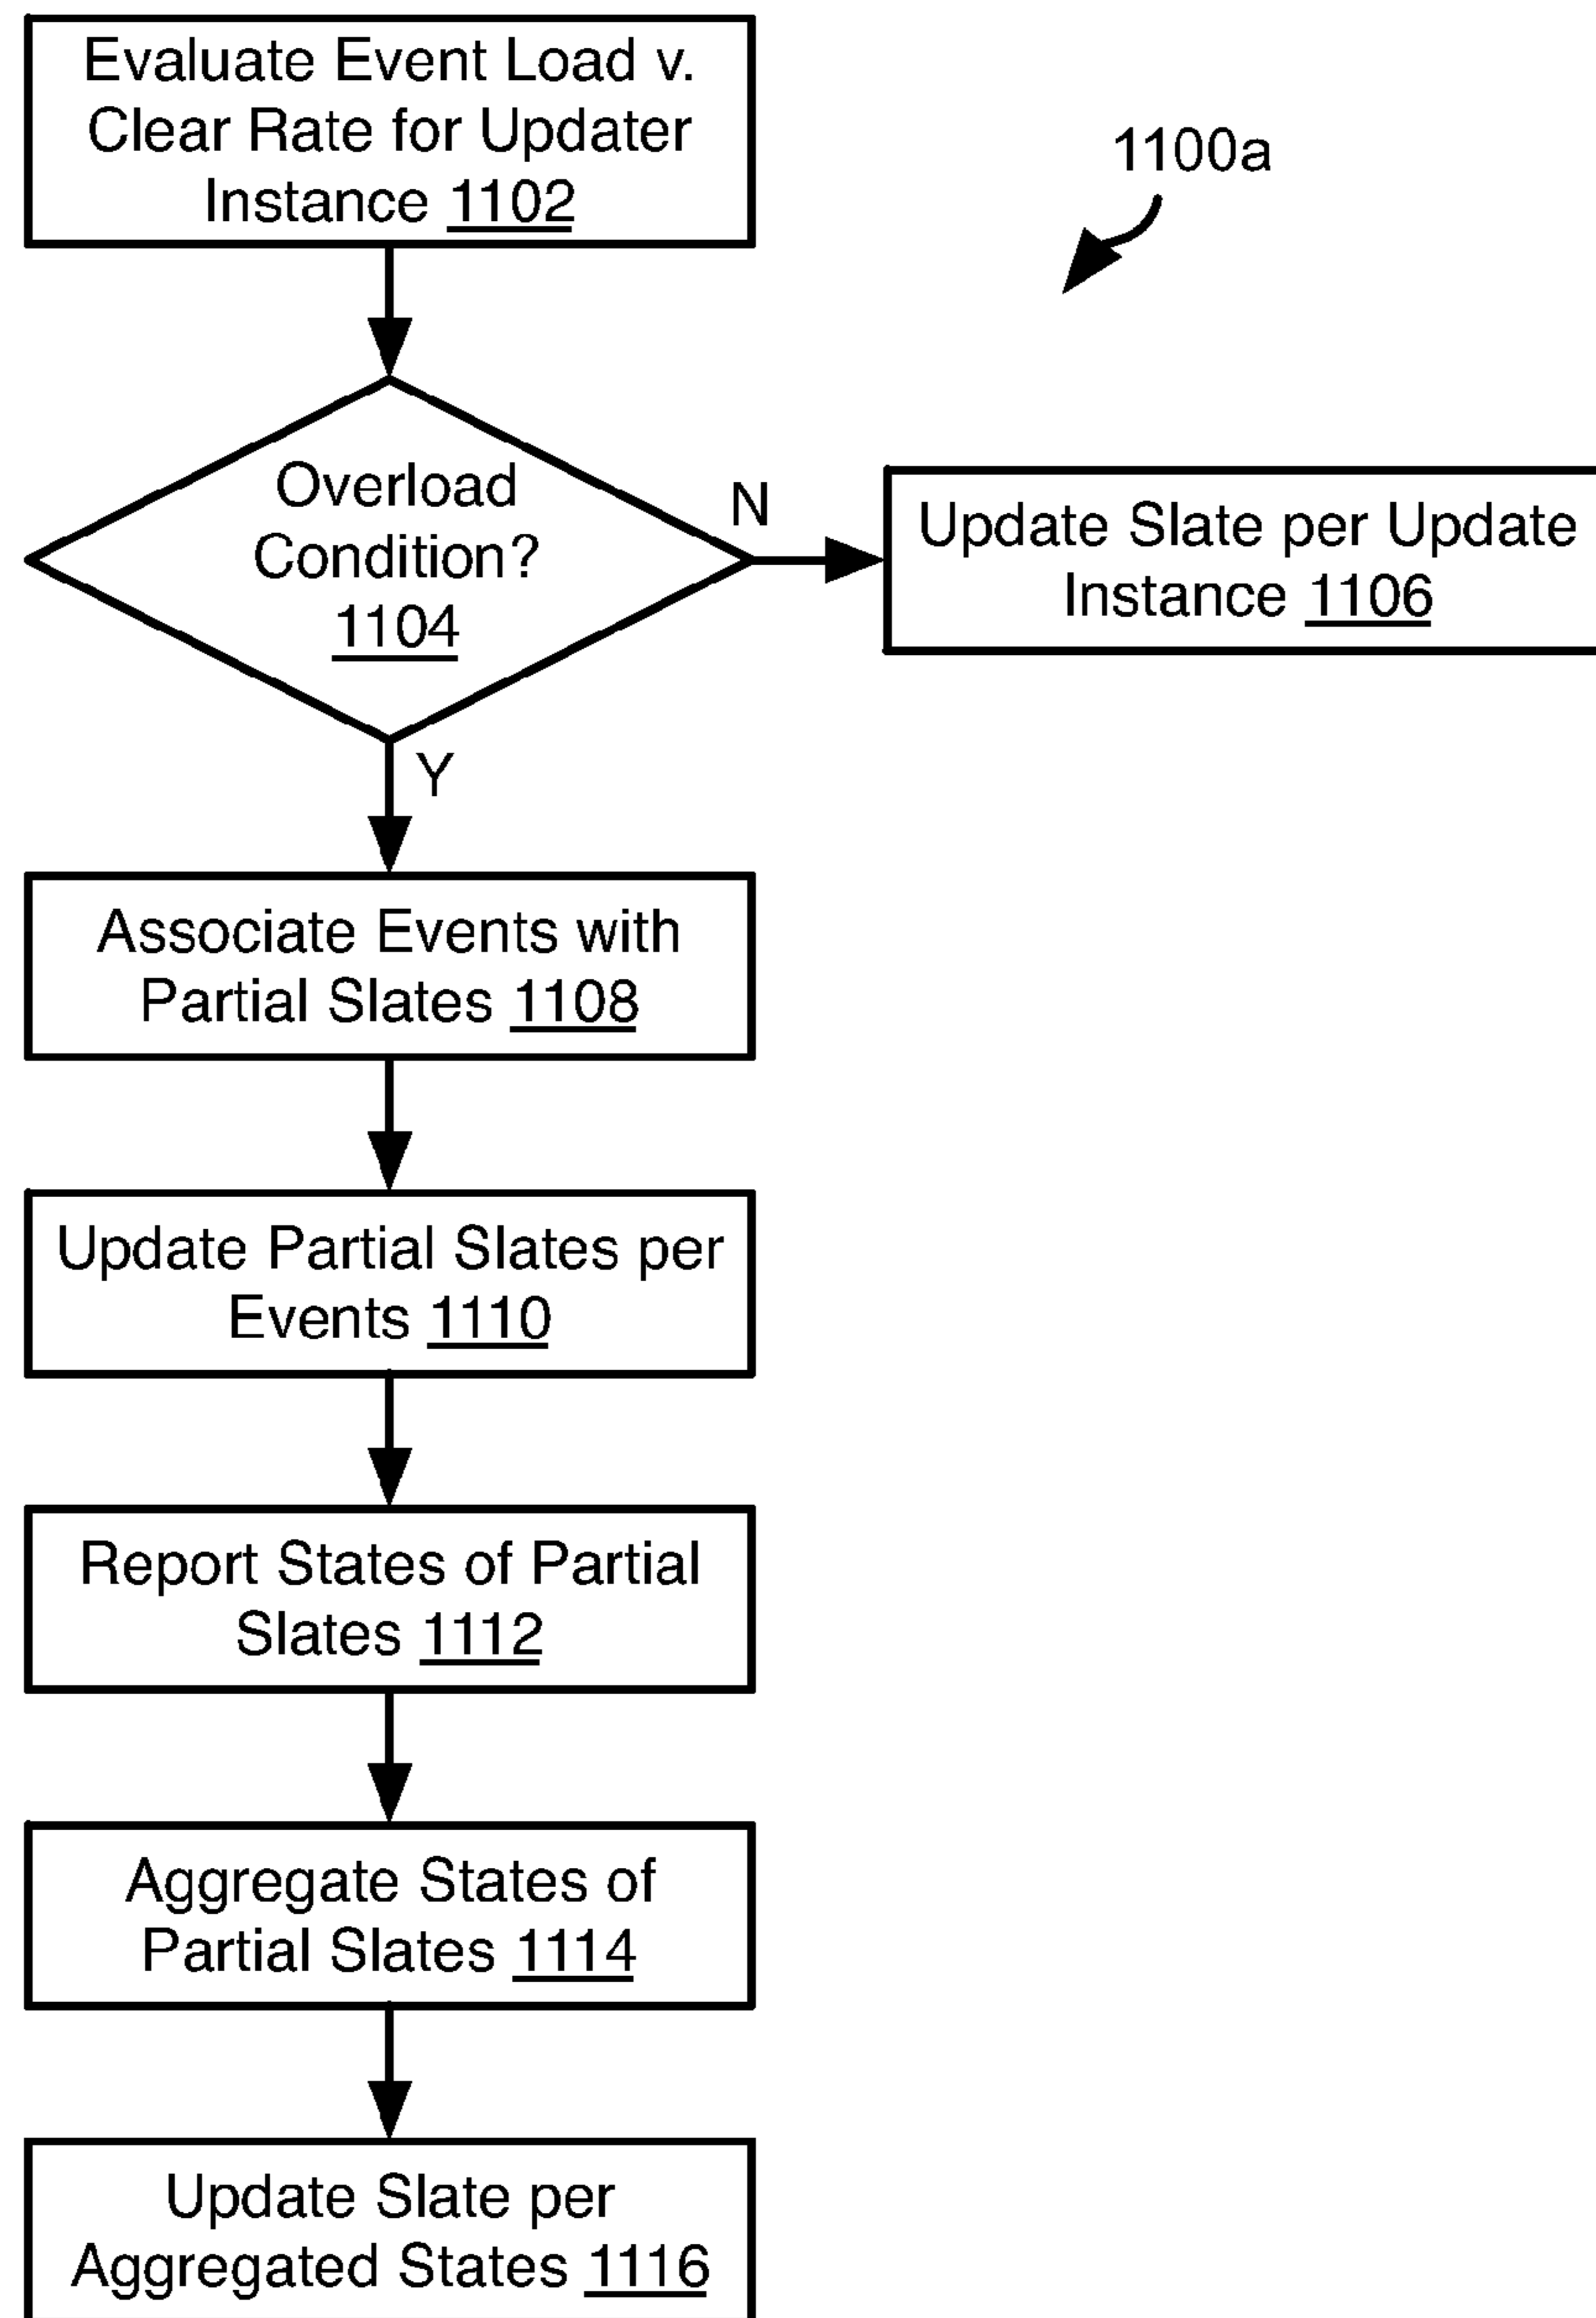 Evaluate Event Load v.
Clear Rate for Updater
Instance 1102
1100a
Overload
Condition?
1104
N
Update Slate per Update
Instance 1106
Y
Associate Events with
Partial Slates 1108
Update Partial Slates per
Events 1110
Report States of Partial
Slates 1112
Aggregate States of
Partial Slates 1114
Update Slate per
Aggregated States 1116